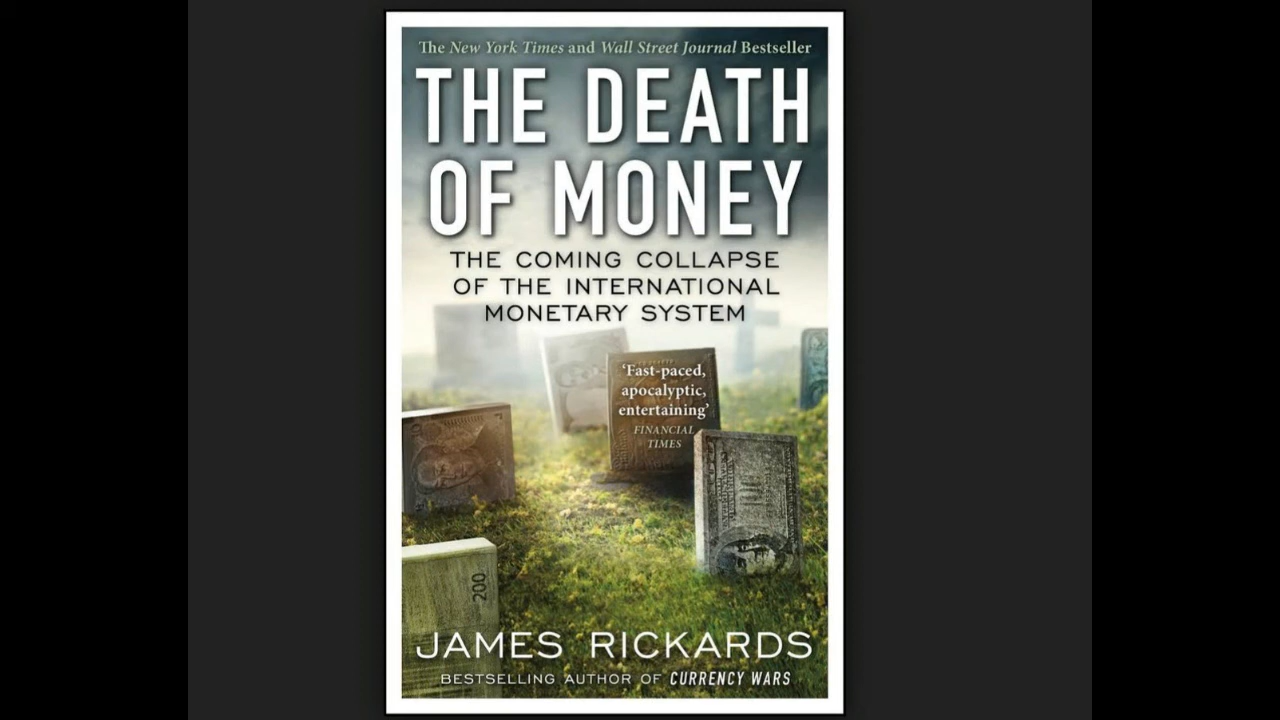 The New York Times and Wall Street Journal Bestseller
THE DEATH
OF MONEY
THE COMING COLLAPSE
OF THE INTERNATIONAL
MONETARY SYSTEM
‘Fast-paced,
apocalyptic,
entertaining’
FINANCIAL
TIMES
200
JAMES RICKARDS
BESTSELLING AUTHOR OF CURRENCY WARS